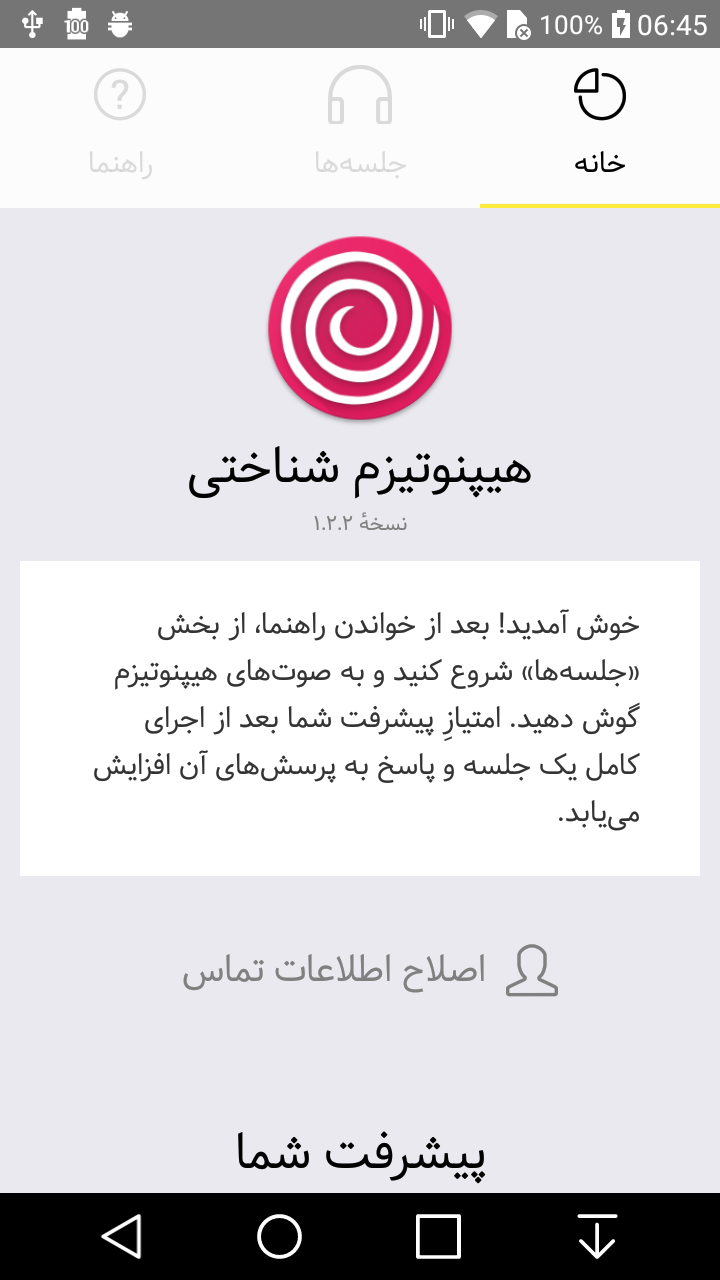 100
100%
06:45
خانه
جلسه‌ها
راهنما
هیپنوتیزم شناختی
نسخهٔ ۱.۲.۲
خوش آمدید! بعد از خواندن راهنما، از بخش
«جلسه‌ها» شروع کنید و به صوت‌های هیپنوتیزم
گوش دهید. امتیازِ پیشرفت شما بعد از اجرای
کامل یک جلسه و پاسخ به پرسش‌های آن افزایش
می‌یابد.
اصلاح اطلاعات تماس
پیشرفت شما